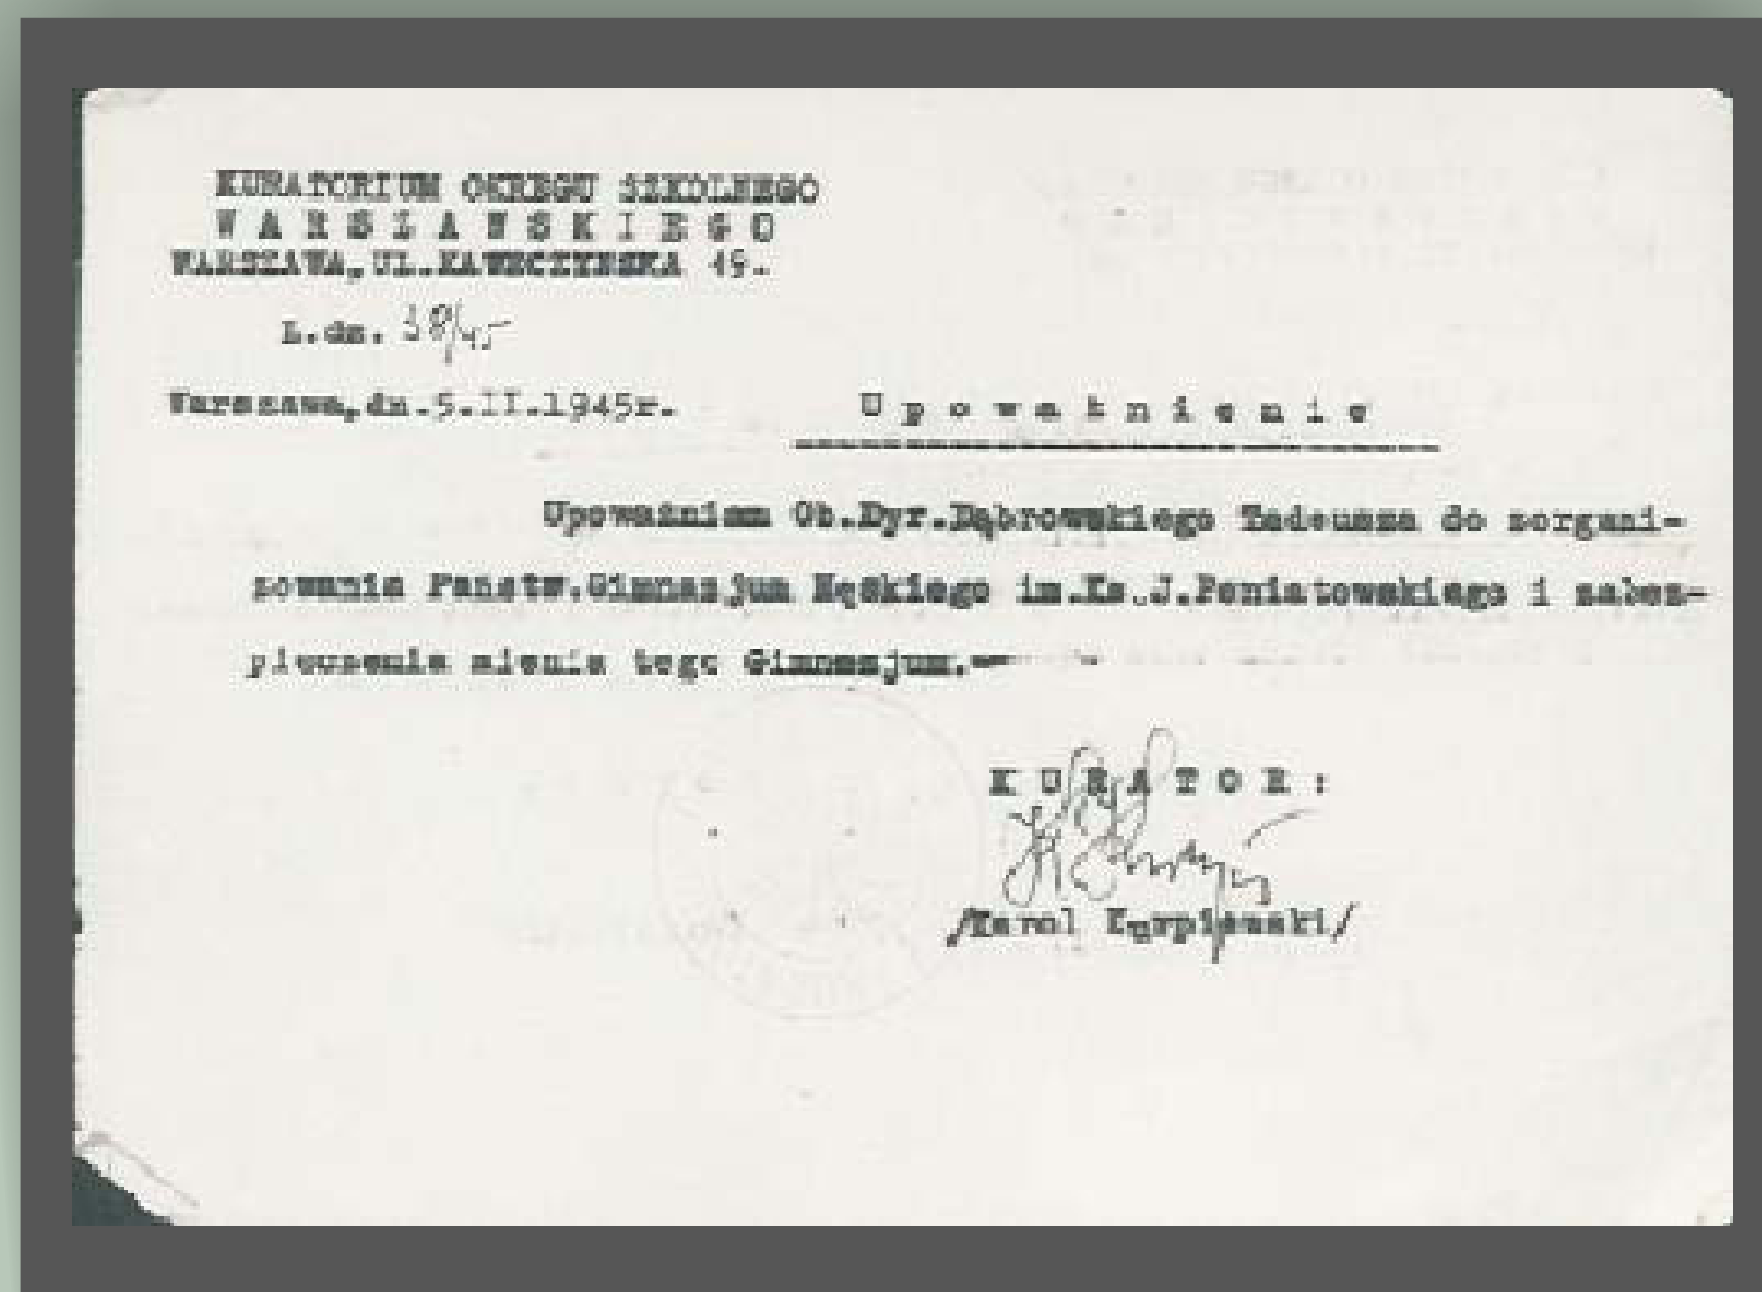 KURATORIUM OKRĘGU SZKOLNEGO
WARSZAWSKIEGO
WARSZAWA, UL. KAWĘCZYŃSKA 49.
L.dz. 38/45
Warszawa, dn. 5.II.1945r.
Upoważnienie
Upoważniam Ob.Dyr.Dąbrowskiego Tadeusza do zorgani-
zowania Państw.Gimnazjum Męskiego im.Ks.J.Poniatowskiego i zabez-
pieczenia mienia tego Gimnazjum.
KURATOR:
/Karol Kurpiewski/